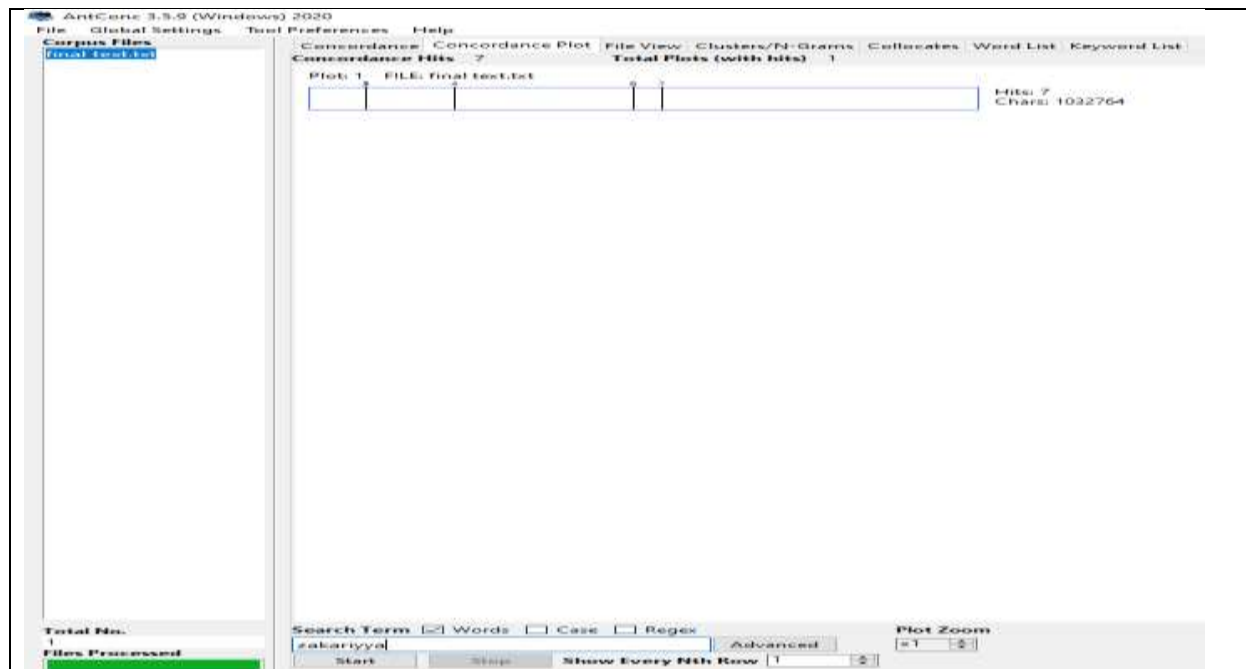 AntConc 3.5.9 (Windows) 2020
File Global Settings Tool Preferences Help
Corpus Files
final text.txt
Concordance Concordance Plot File View Clusters/N-Grams Collocates Word List Keyword List
Concordance Hits 7 Total Plots (with hits) 1
Plot: 1 FILE: final text.txt
Hits: 7
Chars: 1032764
Total No.
1
Files Processed
Search Term Words Case Regex Plot Zoom
zakariyya Advanced ×1
Start Stop Show Every Nth Row 1